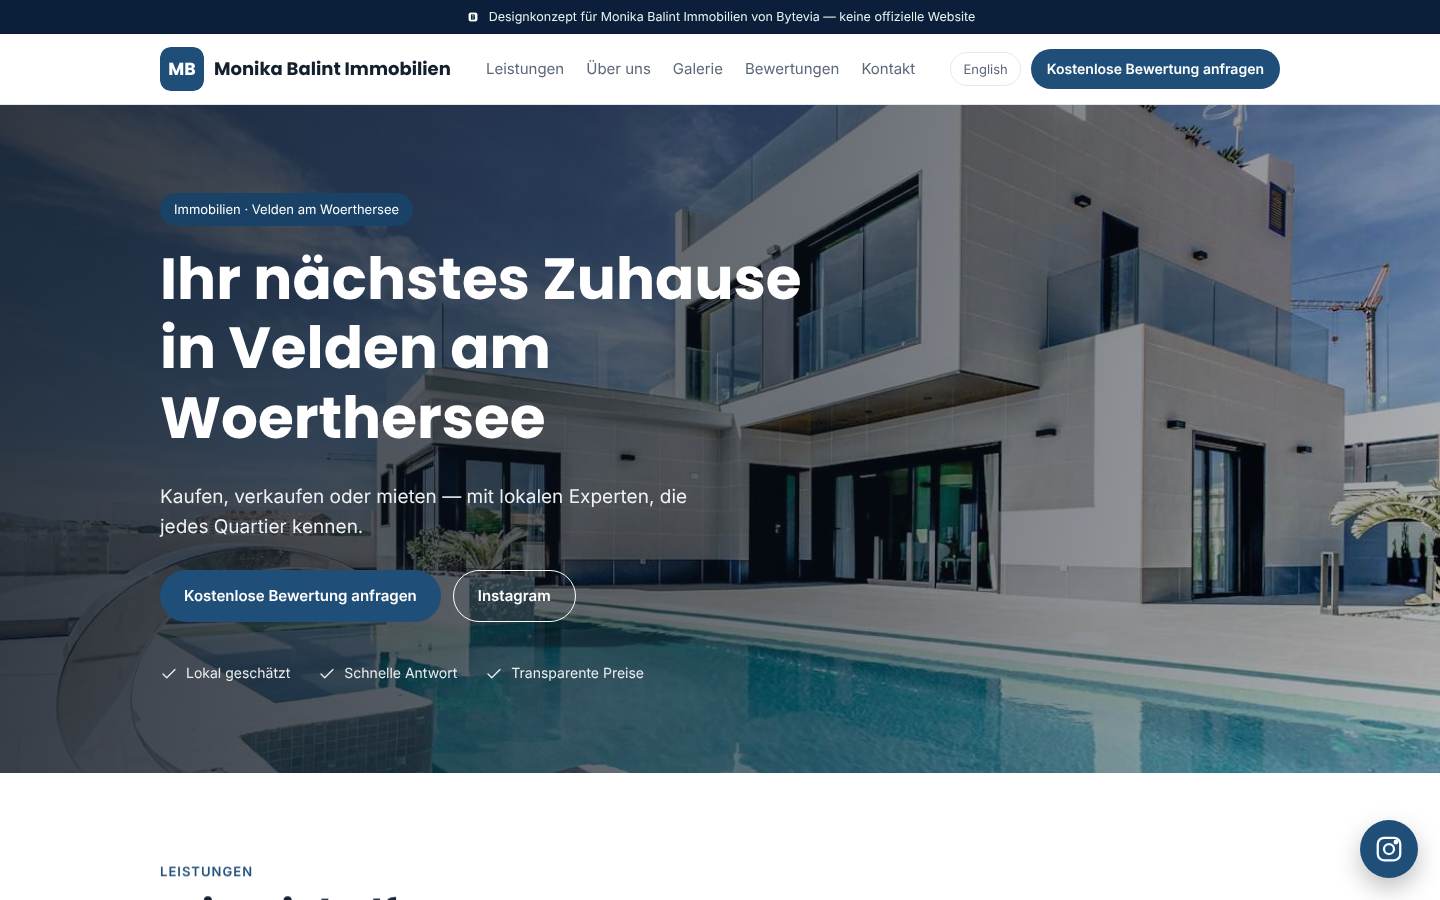 Designkonzept für Monika Balint Immobilien von Bytevia — keine offizielle Website
MB
Monika Balint Immobilien
Leistungen
Über uns
Galerie
Bewertungen
Kontakt
English
Kostenlose Bewertung anfragen
Immobilien · Velden am Woerthersee
Ihr nächstes Zuhause
in Velden am
Woerthersee
Kaufen, verkaufen oder mieten — mit lokalen Experten, die
jedes Quartier kennen.
Kostenlose Bewertung anfragen
Instagram
Lokal geschätzt
Schnelle Antwort
Transparente Preise
LEISTUNGEN